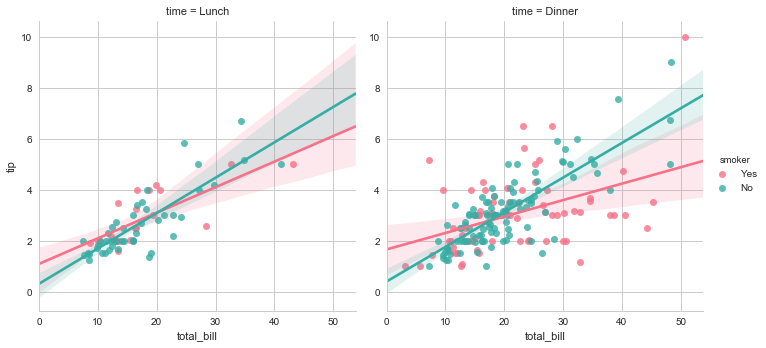 time = Lunch
time = Dinner
10
8
6
4
2
0
tip
0 10 20 30 40 50
total_bill
10
8
6
4
2
0
0 10 20 30 40 50
total_bill
smoker
Yes
No